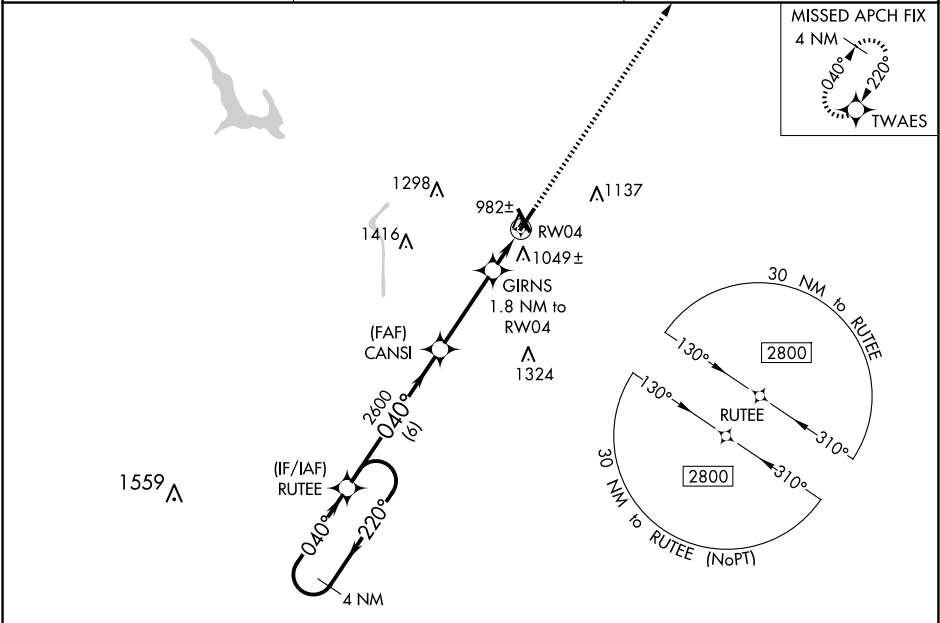 MISSED APCH FIX
4 NM
040°
220°
TWAES
1298
982±
1137
RW04
1416
1049±
GIRNS
1.8 NM to
RW04
(FAF)
CANSI
1324
2600
040°
(6)
(IF/IAF)
RUTEE
1559
040°
220°
4 NM
30 NM to RUTEE
130°
2800
310°
RUTEE
130°
310°
2800
30 NM to RUTEE (NoPT)